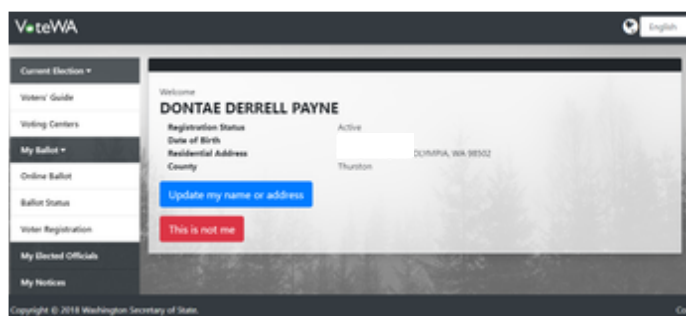 VoteWA
English
Current Election
Voters' Guide
Voting Centers
My Ballot
Online Ballot
Ballot Status
Voter Registration
My Elected Officials
My Notices
Welcome
DONTAE DERRELL PAYNE
Registration Status Active
Date of Birth
Residential Address OLYMPIA, WA 98502
County Thurston
Update my name or address
This is not me
Copyright © 2018 Washington Secretary of State.
Co